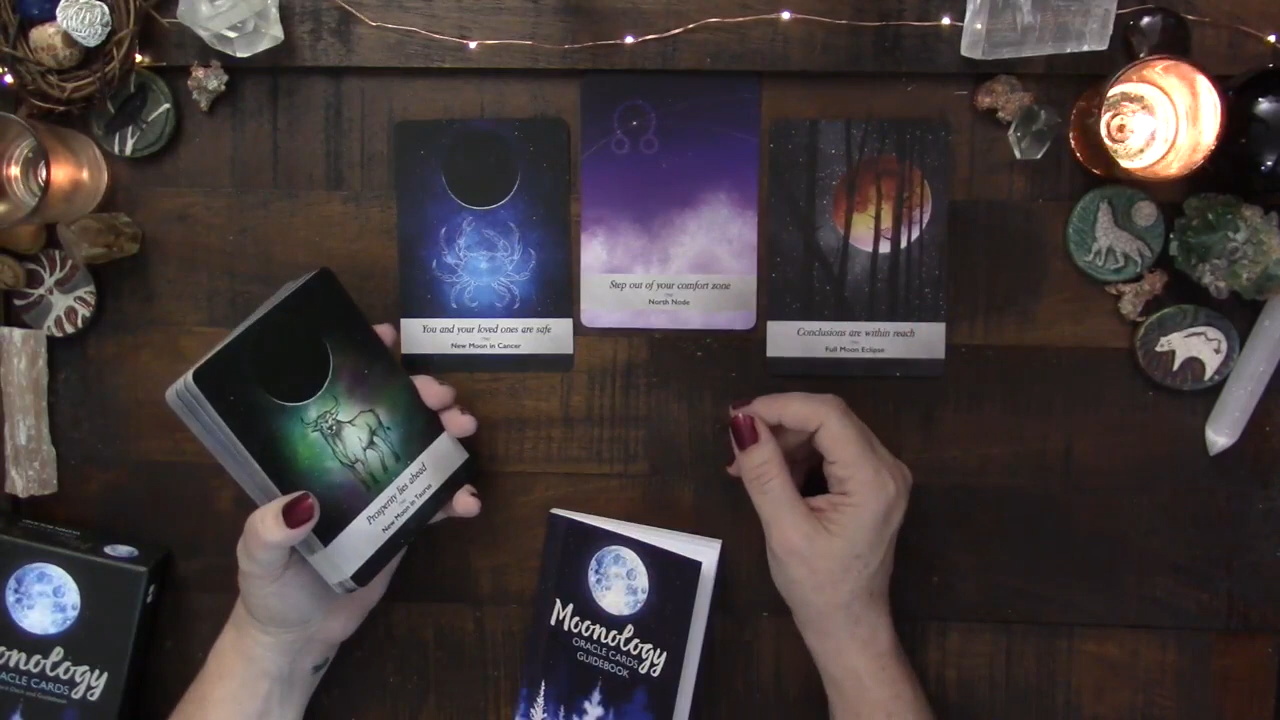 Step out of your comfort zone
North Node
You and your loved ones are safe
New Moon in Cancer
Conclusions are within reach
Full Moon Eclipse
Prosperity lies ahead
New Moon in Taurus
Moonology
ORACLE CARDS
GUIDEBOOK
onology
ACLE CARDS